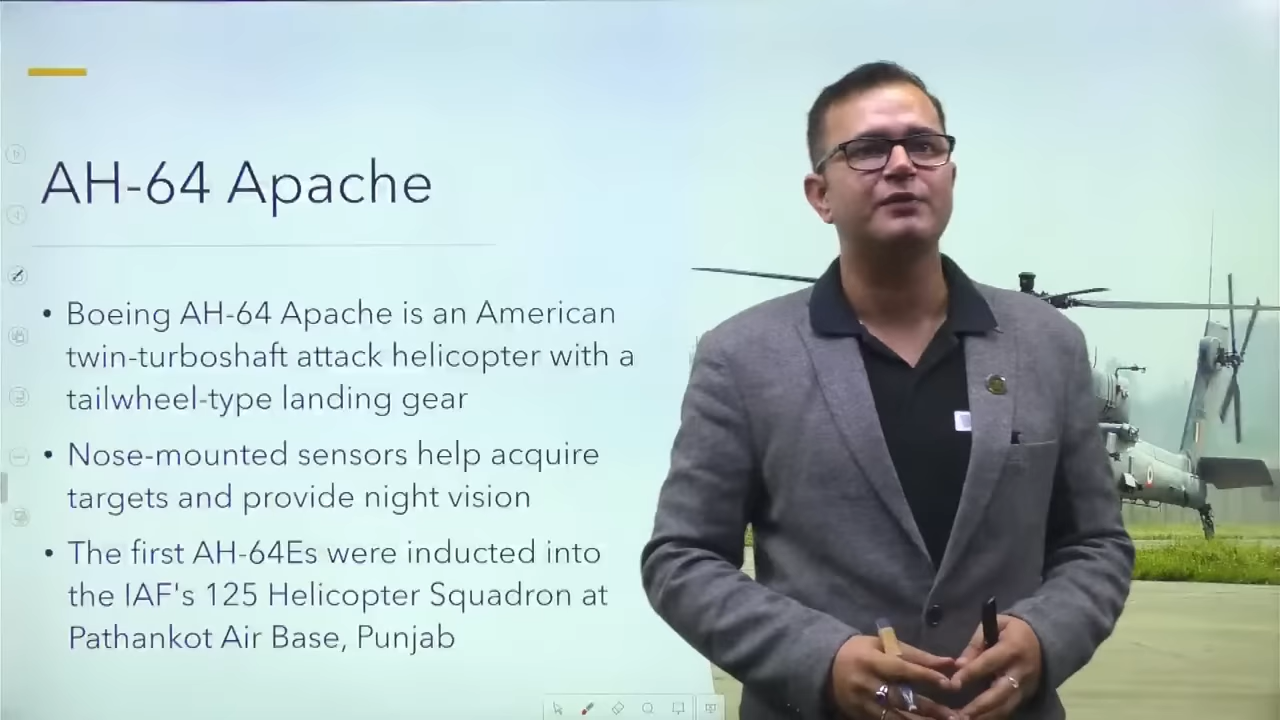 AH-64 Apache
• Boeing AH-64 Apache is an American
twin-turboshaft attack helicopter with a
tailwheel-type landing gear
• Nose-mounted sensors help acquire
targets and provide night vision
• The first AH-64Es were inducted into
the IAF's 125 Helicopter Squadron at
Pathankot Air Base, Punjab